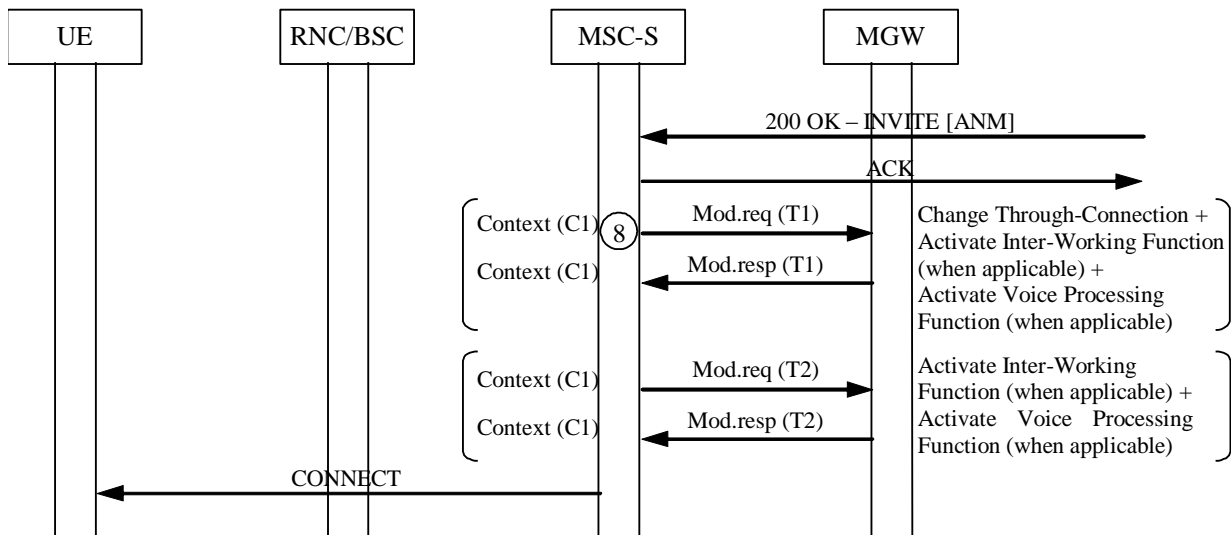 UE
RNC/BSC
MSC-S
MGW
200 OK – INVITE [ANM]
ACK
Context (C1)
8
Mod.req (T1)
Change Through-Connection +
Activate Inter-Working Function
Context (C1)
Mod.resp (T1)
(when applicable) +
Activate Voice Processing
Function (when applicable)
Context (C1)
Mod.req (T2)
Activate Inter-Working
Function (when applicable) +
Context (C1)
Mod.resp (T2)
Activate Voice Processing
Function (when applicable)
CONNECT